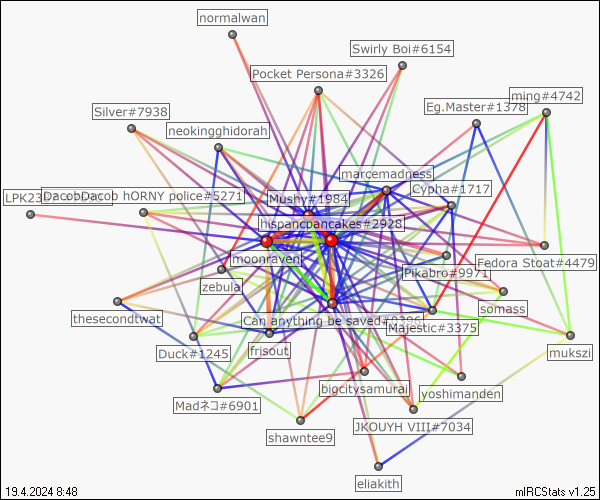 normalwan
Swirly Boi#6154
Pocket Persona#3326
ming#4742
Eg.Master#1378
Silver#7938
neokingghidorah
marcemadness
Cypha#1717
DacobDacob hORNY police#5271
Mushy#1984
hispancpancakes#2928
moonraven
Fedora Stoat#4479
Pikabro#9971
zebula
somass
thesecondtwat
Can anything be saved
Majestic#3375
Duck#1245
frisout
mukszi
bigcitysamurai
yoshimanden
Madネコ#6901
JKOUYH VIII#7034
shawntee9
eliakith
19.4.2024 8:48
mIRCStats v1.25